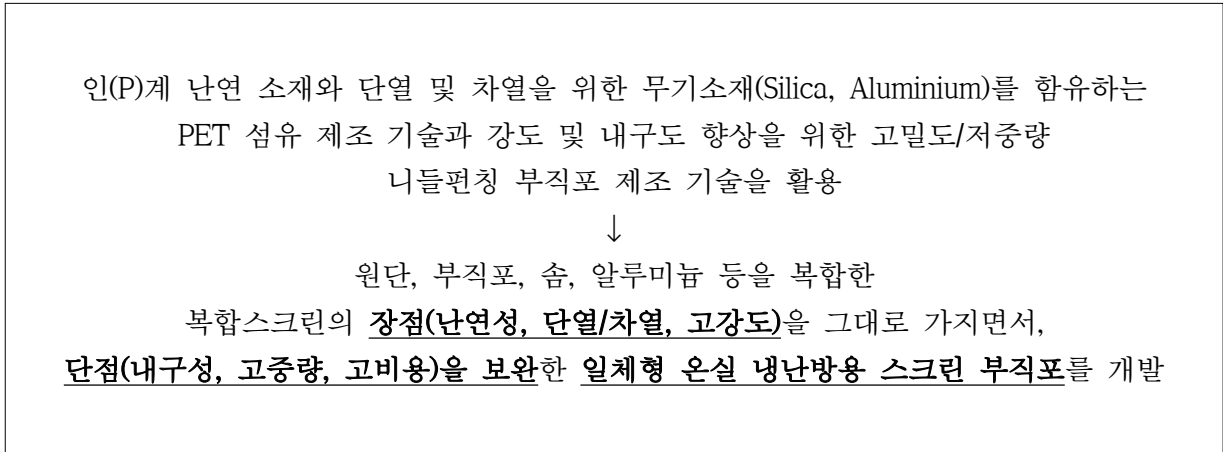 인(P)계 난연 소재와 단열 및 차열을 위한 무기소재(Silica, Aluminium)를 함유하는
PET 섬유 제조 기술과 강도 및 내구도 향상을 위한 고밀도/저중량
니들펀칭 부직포 제조 기술을 활용
↓
원단, 부직포, 솜, 알루미늄 등을 복합한
복합스크린의 장점(난연성, 단열/차열, 고강도)을 그대로 가지면서,
단점(내구성, 고중량, 고비용)을 보완한 일체형 온실 냉난방용 스크린 부직포를 개발